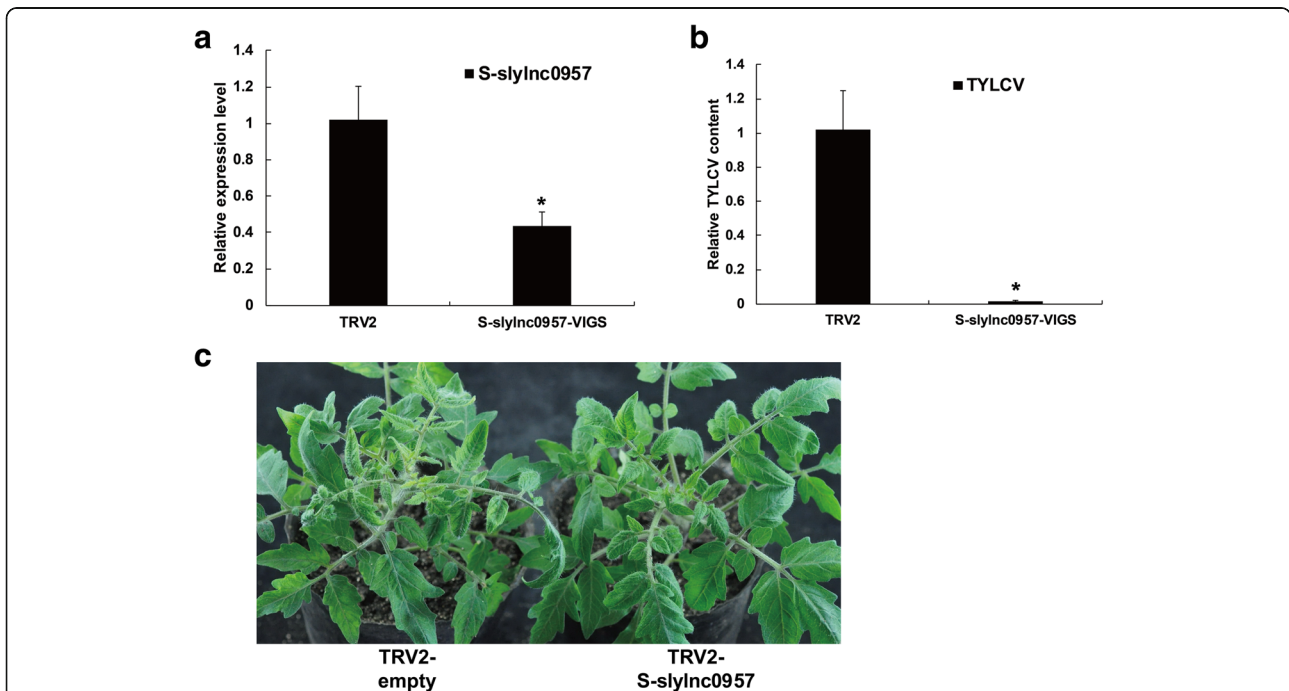 a
1.4
1.2
1
0.8
0.6
0.4
0.2
0
Relative expression level
■ S-slylnc0957
*
TRV2
S-slylnc0957-VIGS
b
1.4
1.2
1
0.8
0.6
0.4
0.2
0
Relative TYLCV content
■ TYLCV
*
TRV2
S-slylnc0957-VIGS
c
TRV2-
empty
TRV2-
S-slylnc0957